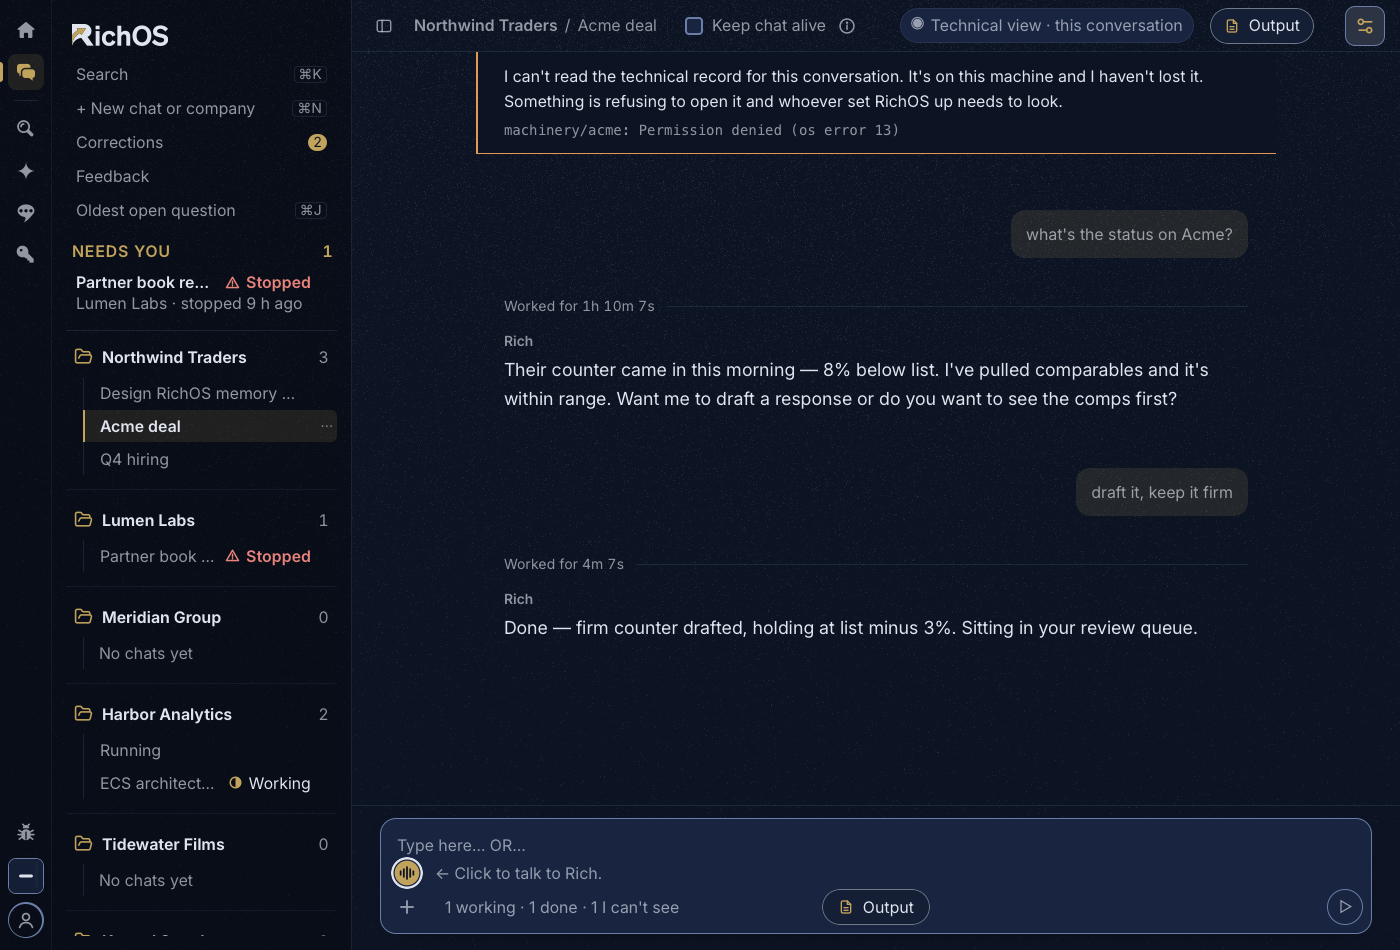 RichOS
Search ⌘K
+ New chat or company ⌘N
Corrections 2
Feedback
Oldest open question ⌘J
NEEDS YOU 1
Partner book re... Stopped
Lumen Labs · stopped 9 h ago
Northwind Traders 3
Design RichOS memory ...
Acme deal ...
Q4 hiring
Lumen Labs 1
Partner book ... Stopped
Meridian Group 0
No chats yet
Harbor Analytics 2
Running
ECS architect... Working
Tidewater Films 0
No chats yet
Northwind Traders / Acme deal Keep chat alive Technical view · this conversation Output
I can't read the technical record for this conversation. It's on this machine and I haven't lost it.
Something is refusing to open it and whoever set RichOS up needs to look.
machinery/acme: Permission denied (os error 13)
what's the status on Acme?
Worked for 1h 10m 7s
Rich
Their counter came in this morning — 8% below list. I've pulled comparables and it's
within range. Want me to draft a response or do you want to see the comps first?
draft it, keep it firm
Worked for 4m 7s
Rich
Done — firm counter drafted, holding at list minus 3%. Sitting in your review queue.
Type here... OR...
← Click to talk to Rich.
1 working · 1 done · 1 I can't see Output